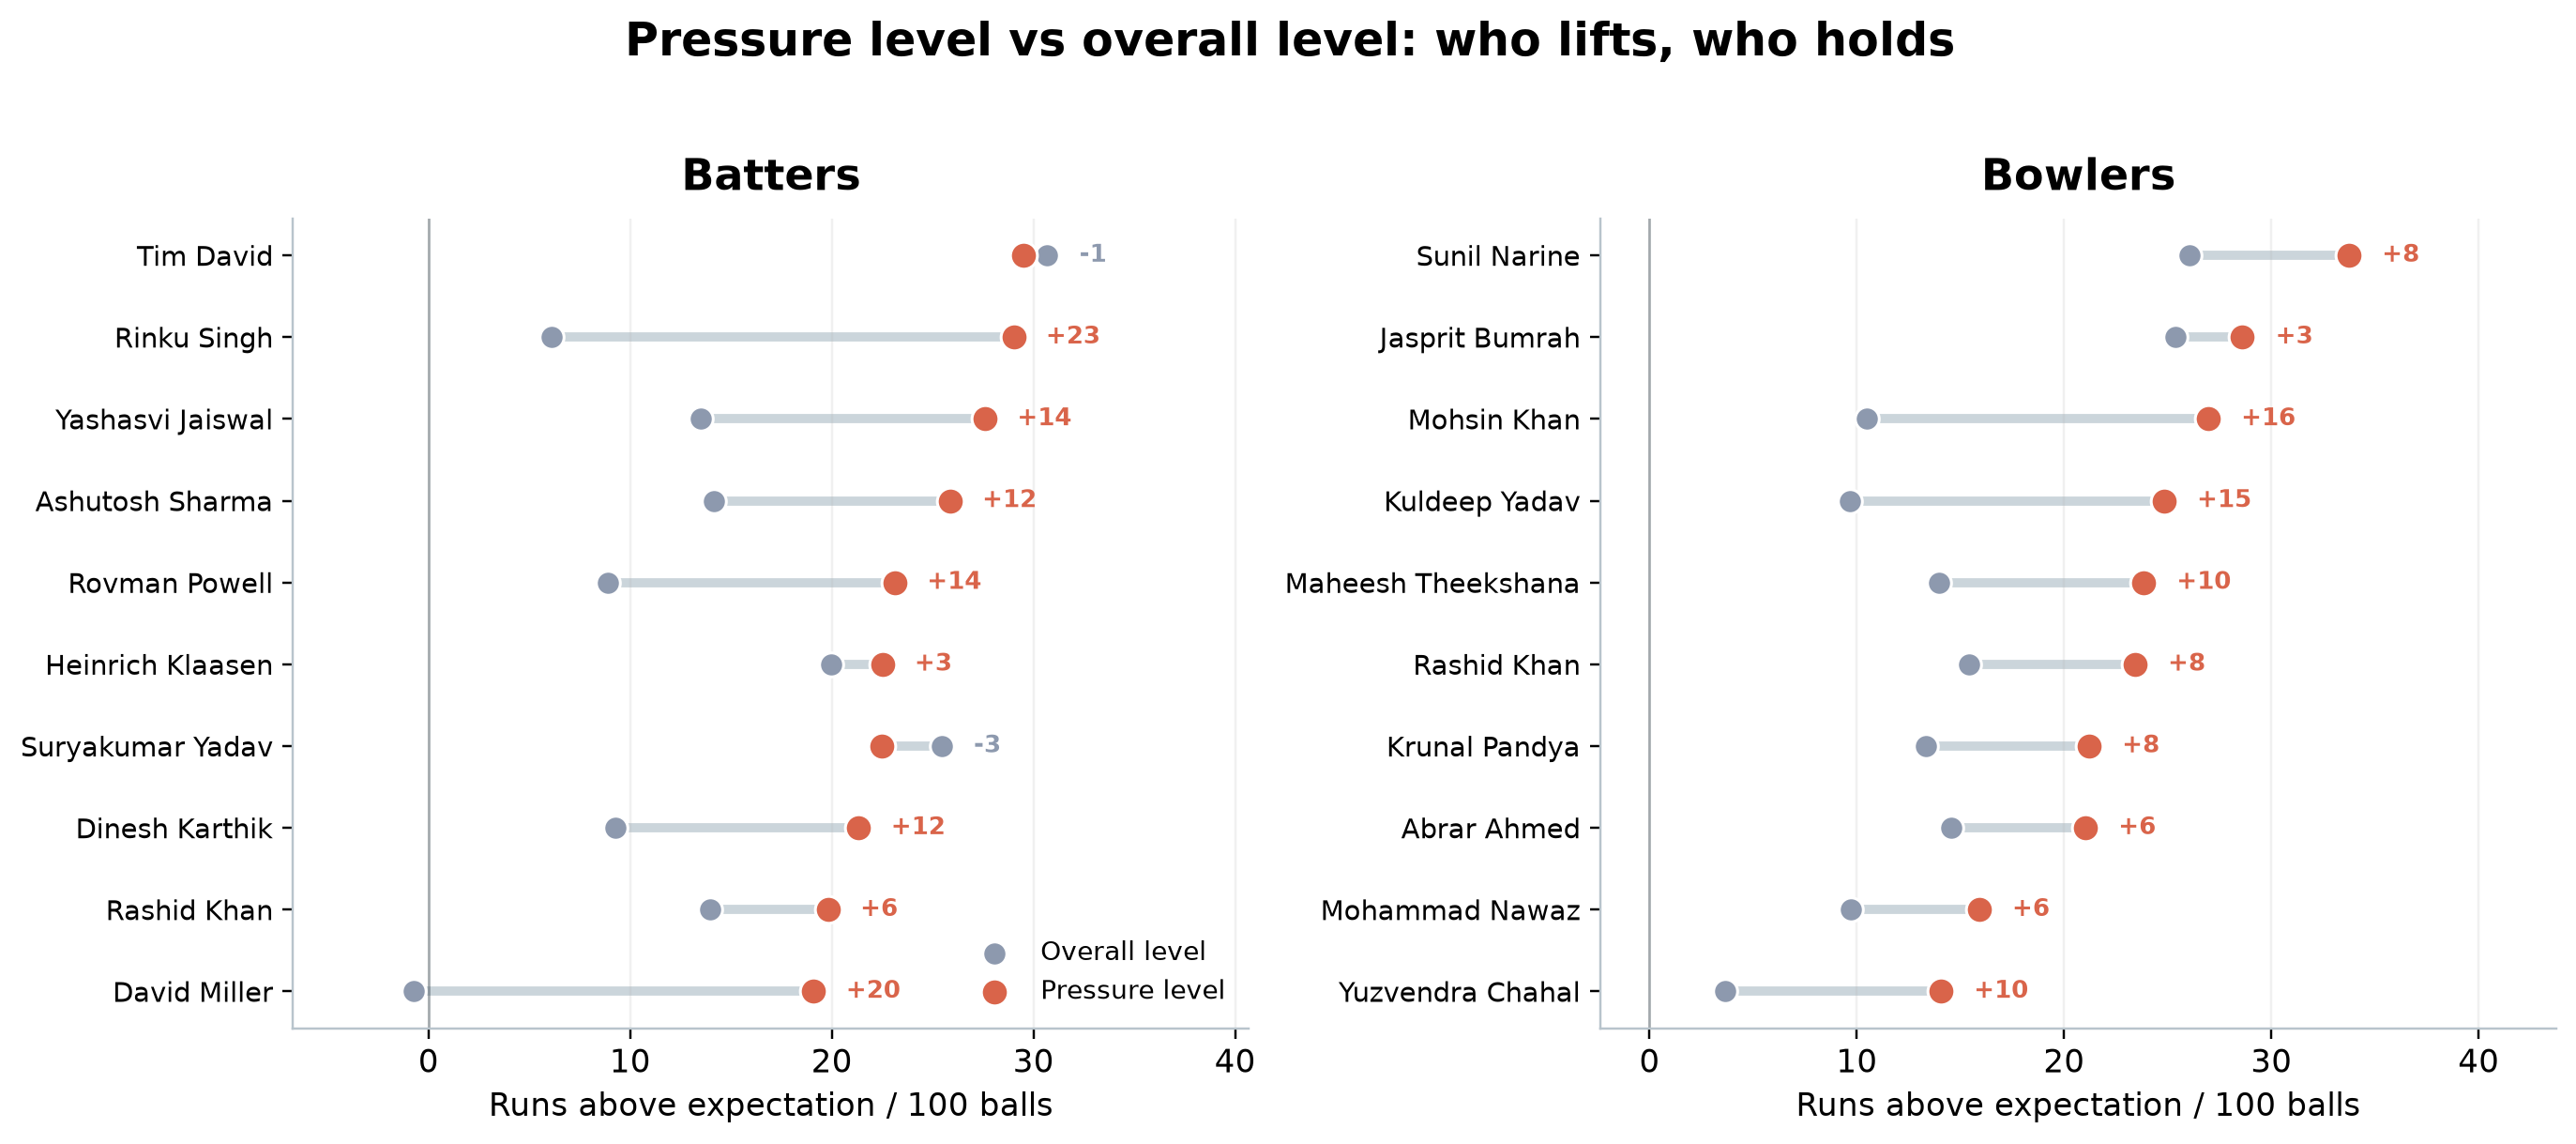 Pressure level vs overall level: who lifts, who holds
Batters
Tim David
-1
Rinku Singh
+23
Yashasvi Jaiswal
+14
Ashutosh Sharma
+12
Rovman Powell
+14
Heinrich Klaasen
+3
Suryakumar Yadav
-3
Dinesh Karthik
+12
Rashid Khan
+6
David Miller
+20
Overall level
Pressure level
0 10 20 30 40
Runs above expectation / 100 balls
Bowlers
Sunil Narine
+8
Jasprit Bumrah
+3
Mohsin Khan
+16
Kuldeep Yadav
+15
Maheesh Theekshana
+10
Rashid Khan
+8
Krunal Pandya
+8
Abrar Ahmed
+6
Mohammad Nawaz
+6
Yuzvendra Chahal
+10
0 10 20 30 40
Runs above expectation / 100 balls